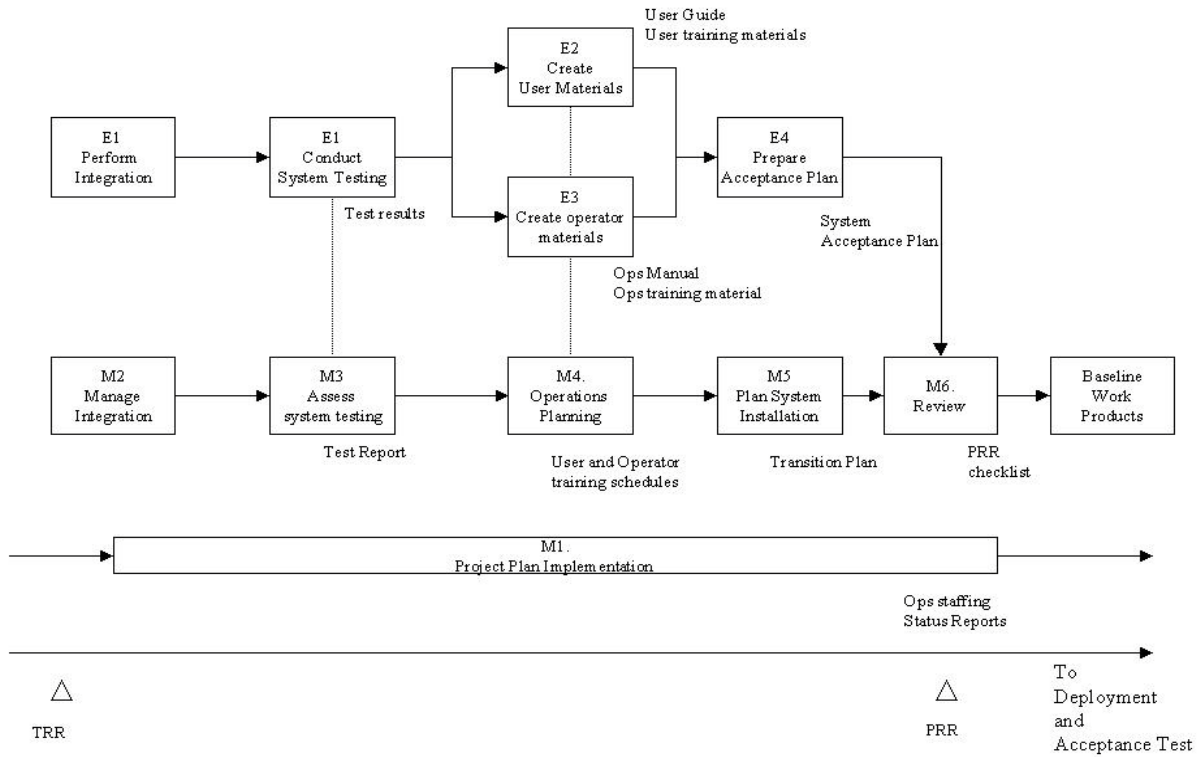 User Guide
User training materials
E2
Create
User Materials
E1
Perform
Integration
E1
Conduct
System Testing
E4
Prepare
Acceptance Plan
E3
Create operator
materials
Test results
System
Acceptance Plan
Ops Manual
Ops training material
M2
Manage
Integration
M3
Assess
system testing
M4.
Operations
Planning
M5
Plan System
Installation
M6.
Review
Baseline
Work
Products
Test Report
User and Operator
training schedules
Transition Plan
PRR
checklist
M1.
Project Plan Implementation
Ops staffing
Status Reports
TRR
PRR
To
Deployment
and
Acceptance Test